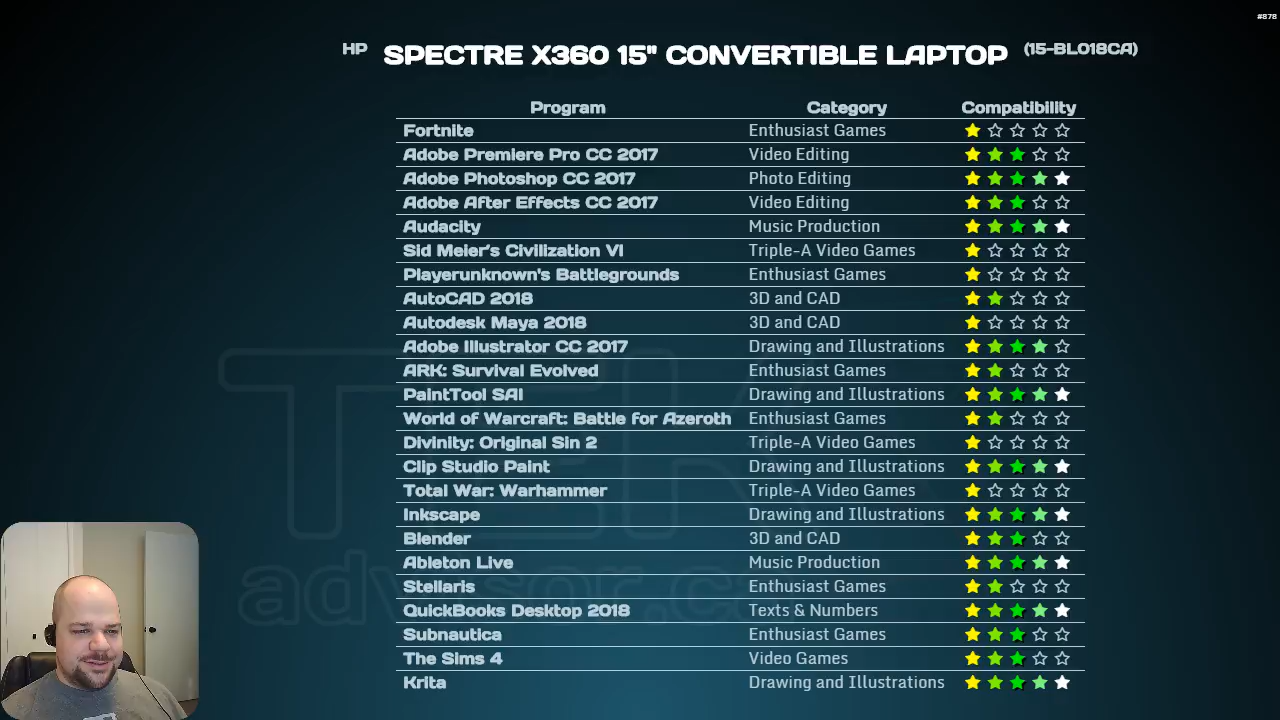 #878
HP SPECTRE X360 15" CONVERTIBLE LAPTOP (15-BL018CA)
Program Category Compatibility
Fortnite Enthusiast Games
Adobe Premiere Pro CC 2017 Video Editing
Adobe Photoshop CC 2017 Photo Editing
Adobe After Effects CC 2017 Video Editing
Audacity Music Production
Sid Meier's Civilization VI Triple-A Video Games
Playerunknown's Battlegrounds Enthusiast Games
AutoCAD 2018 3D and CAD
Autodesk Maya 2018 3D and CAD
Adobe Illustrator CC 2017 Drawing and Illustrations
ARK: Survival Evolved Enthusiast Games
PaintTool SAI Drawing and Illustrations
World of Warcraft: Battle for Azeroth Enthusiast Games
Divinity: Original Sin 2 Triple-A Video Games
Clip Studio Paint Drawing and Illustrations
Total War: Warhammer Triple-A Video Games
Inkscape Drawing and Illustrations
Blender 3D and CAD
Ableton Live Music Production
Stellaris Enthusiast Games
QuickBooks Desktop 2018 Texts & Numbers
Subnautica Enthusiast Games
The Sims 4 Video Games
Krita Drawing and Illustrations
TEK
advisor.ca